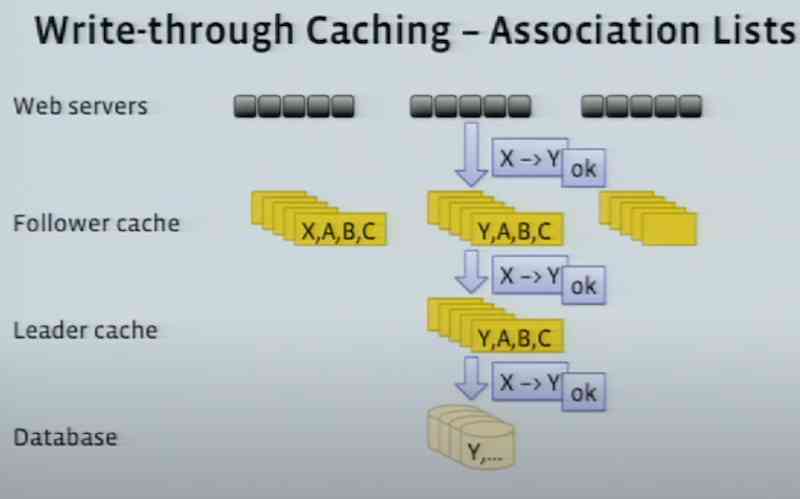 Write-through Caching – Association Lists
Web servers
X –> Y
ok
Follower cache
X,A,B,C
Y,A,B,C
X –> Y
ok
Leader cache
Y,A,B,C
X –> Y
ok
Database
Y,...